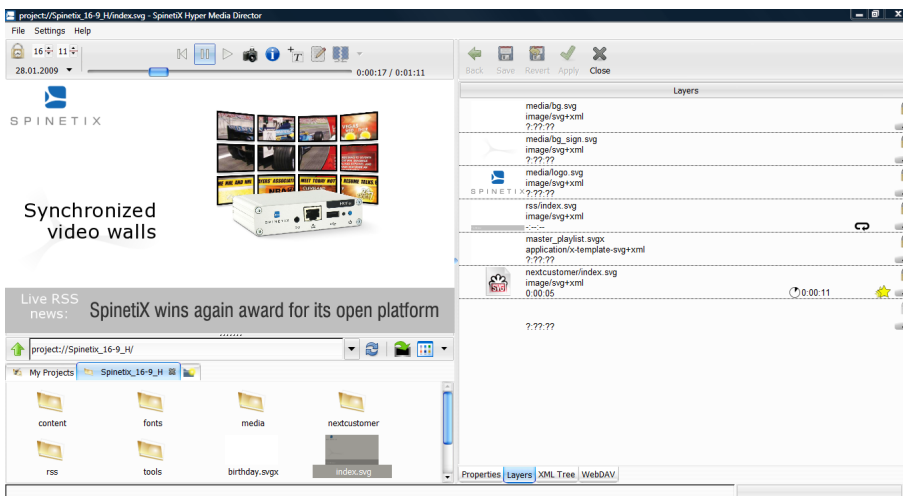 project://Spinetix_16-9_H/index.svg - SpinetiX Hyper Media Director
File Settings Help
16 11
28.01.2009
0:00:17 / 0:01:11
Back Save Revert Apply Close
SPINETIX
Synchronized
video walls
SPINETIX
Live RSS
news:
SpinetiX wins again award for its open platform
project://Spinetix_16-9_H/
My Projects Spinetix_16-9_H
content fonts media nextcustomer
rss tools birthday.svgx index.svg
Layers
media/bg.svg
image/svg+xml
?:??:??
media/bg_sign.svg
image/svg+xml
?:??:??
SPINETIX
media/logo.svg
image/svg+xml
?:??:??
rss/index.svg
image/svg+xml
-:--:--
master_playlist.svgx
application/x-template-svg+xml
?:??:??
SVG
nextcustomer/index.svg
image/svg+xml
0:00:05
0:00:11
?:??:??
Properties Layers XML Tree WebDAV